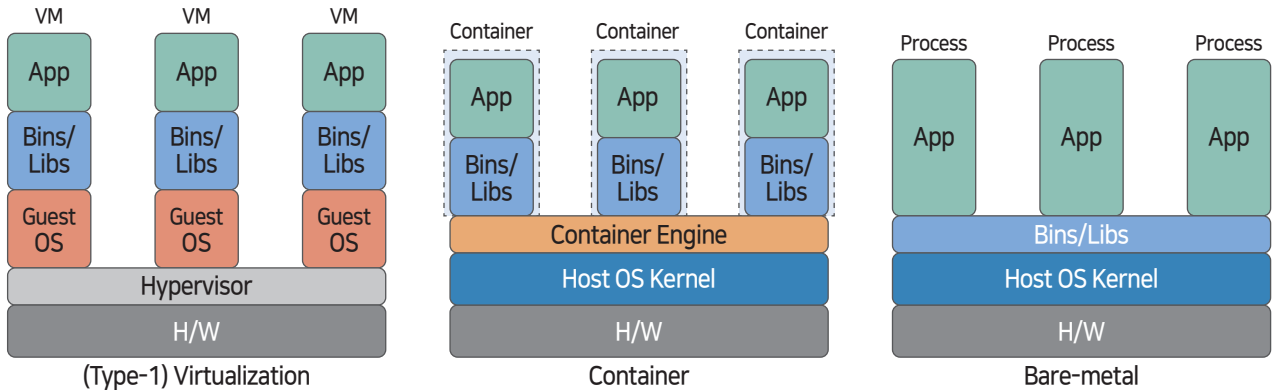 VM
VM
VM
App
App
App
Bins/
Libs
Bins/
Libs
Bins/
Libs
Guest
OS
Guest
OS
Guest
OS
Hypervisor
H/W
(Type-1) Virtualization
Container
Container
Container
App
App
App
Bins/
Libs
Bins/
Libs
Bins/
Libs
Container Engine
Host OS Kernel
H/W
Container
Process
Process
Process
App
App
App
Bins/Libs
Host OS Kernel
H/W
Bare-metal